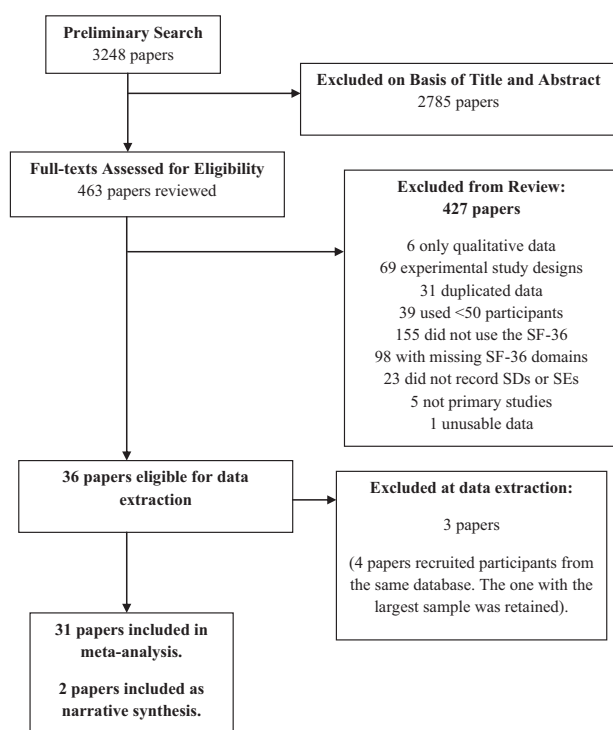 Preliminary Search
3248 papers
Excluded on Basis of Title and Abstract
2785 papers
Full-texts Assessed for Eligibility
463 papers reviewed
Excluded from Review:
427 papers
6 only qualitative data
69 experimental study designs
31 duplicated data
39 used <50 participants
155 did not use the SF-36
98 with missing SF-36 domains
23 did not record SDs or SEs
5 not primary studies
1 unusable data
36 papers eligible for data
extraction
Excluded at data extraction:
3 papers
(4 papers recruited participants from
the same database. The one with the
largest sample was retained).
31 papers included in
meta-analysis.
2 papers included as
narrative synthesis.